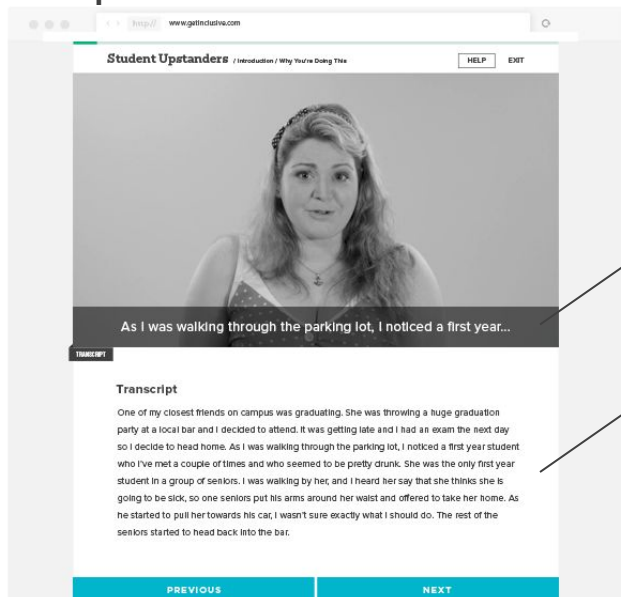 http:// www.getinclusive.com
Student Upstanders / Introduction / Why You're Doing This
HELP EXIT
As I was walking through the parking lot, I noticed a first year...
TRANSCRIPT
Transcript
One of my closest friends on campus was graduating. She was throwing a huge graduation
party at a local bar and I decided to attend. It was getting late and I had an exam the next day
so I decide to head home. As I was walking through the parking lot, I noticed a first year student
who I've met a couple of times and who seemed to be pretty drunk. She was the only first year
student in a group of seniors. I was walking by her, and I heard her say that she thinks she is
going to be sick, so one seniors put his arms around her waist and offered to take her home. As
he started to pull her towards his car, I wasn't sure exactly what I should do. The rest of the
seniors started to head back into the bar.
PREVIOUS NEXT